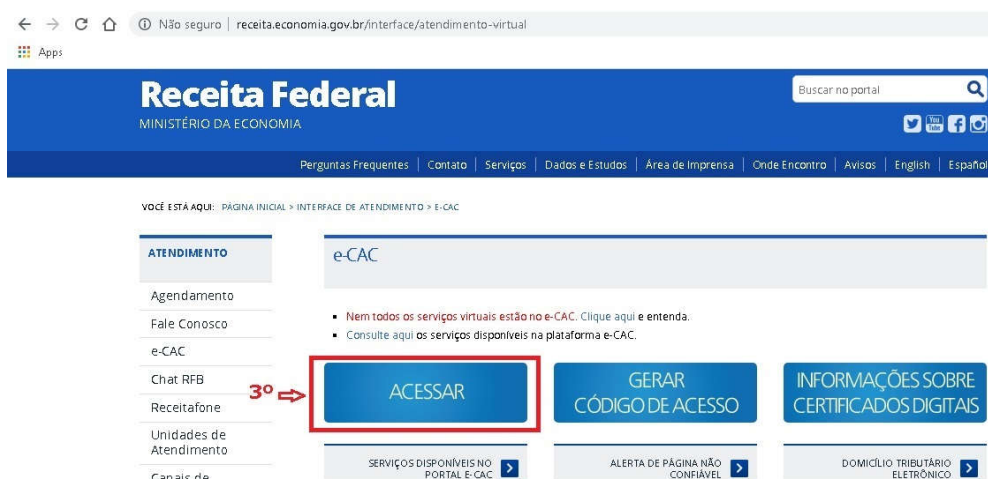 Não seguro | receita.economia.gov.br/interface/atendimento-virtual
Apps
Receita Federal
MINISTÉRIO DA ECONOMIA
Buscar no portal
You Tube
Perguntas Frequentes | Contato | Serviços | Dados e Estudos | Área de Imprensa | Onde Encontro | Avisos | English | Español
VOCÊ ESTÁ AQUI: PÁGINA INICIAL > INTERFACE DE ATENDIMENTO > E-CAC
ATENDIMENTO
Agendamento
Fale Conosco
e-CAC
Chat RFB
Receitafone
Unidades de
Atendimento
Canais de
e-CAC
Nem todos os serviços virtuais estão no e-CAC. Clique aqui e entenda.
Consulte aqui os serviços disponíveis na plataforma e-CAC.
3º
ACESSAR
GERAR
CÓDIGO DE ACESSO
INFORMAÇÕES SOBRE
CERTIFICADOS DIGITAIS
SERVIÇOS DISPONÍVEIS NO
PORTAL E-CAC
ALERTA DE PÁGINA NÃO
CONFIÁVEL
DOMICÍLIO TRIBUTÁRIO
ELETRÔNICO